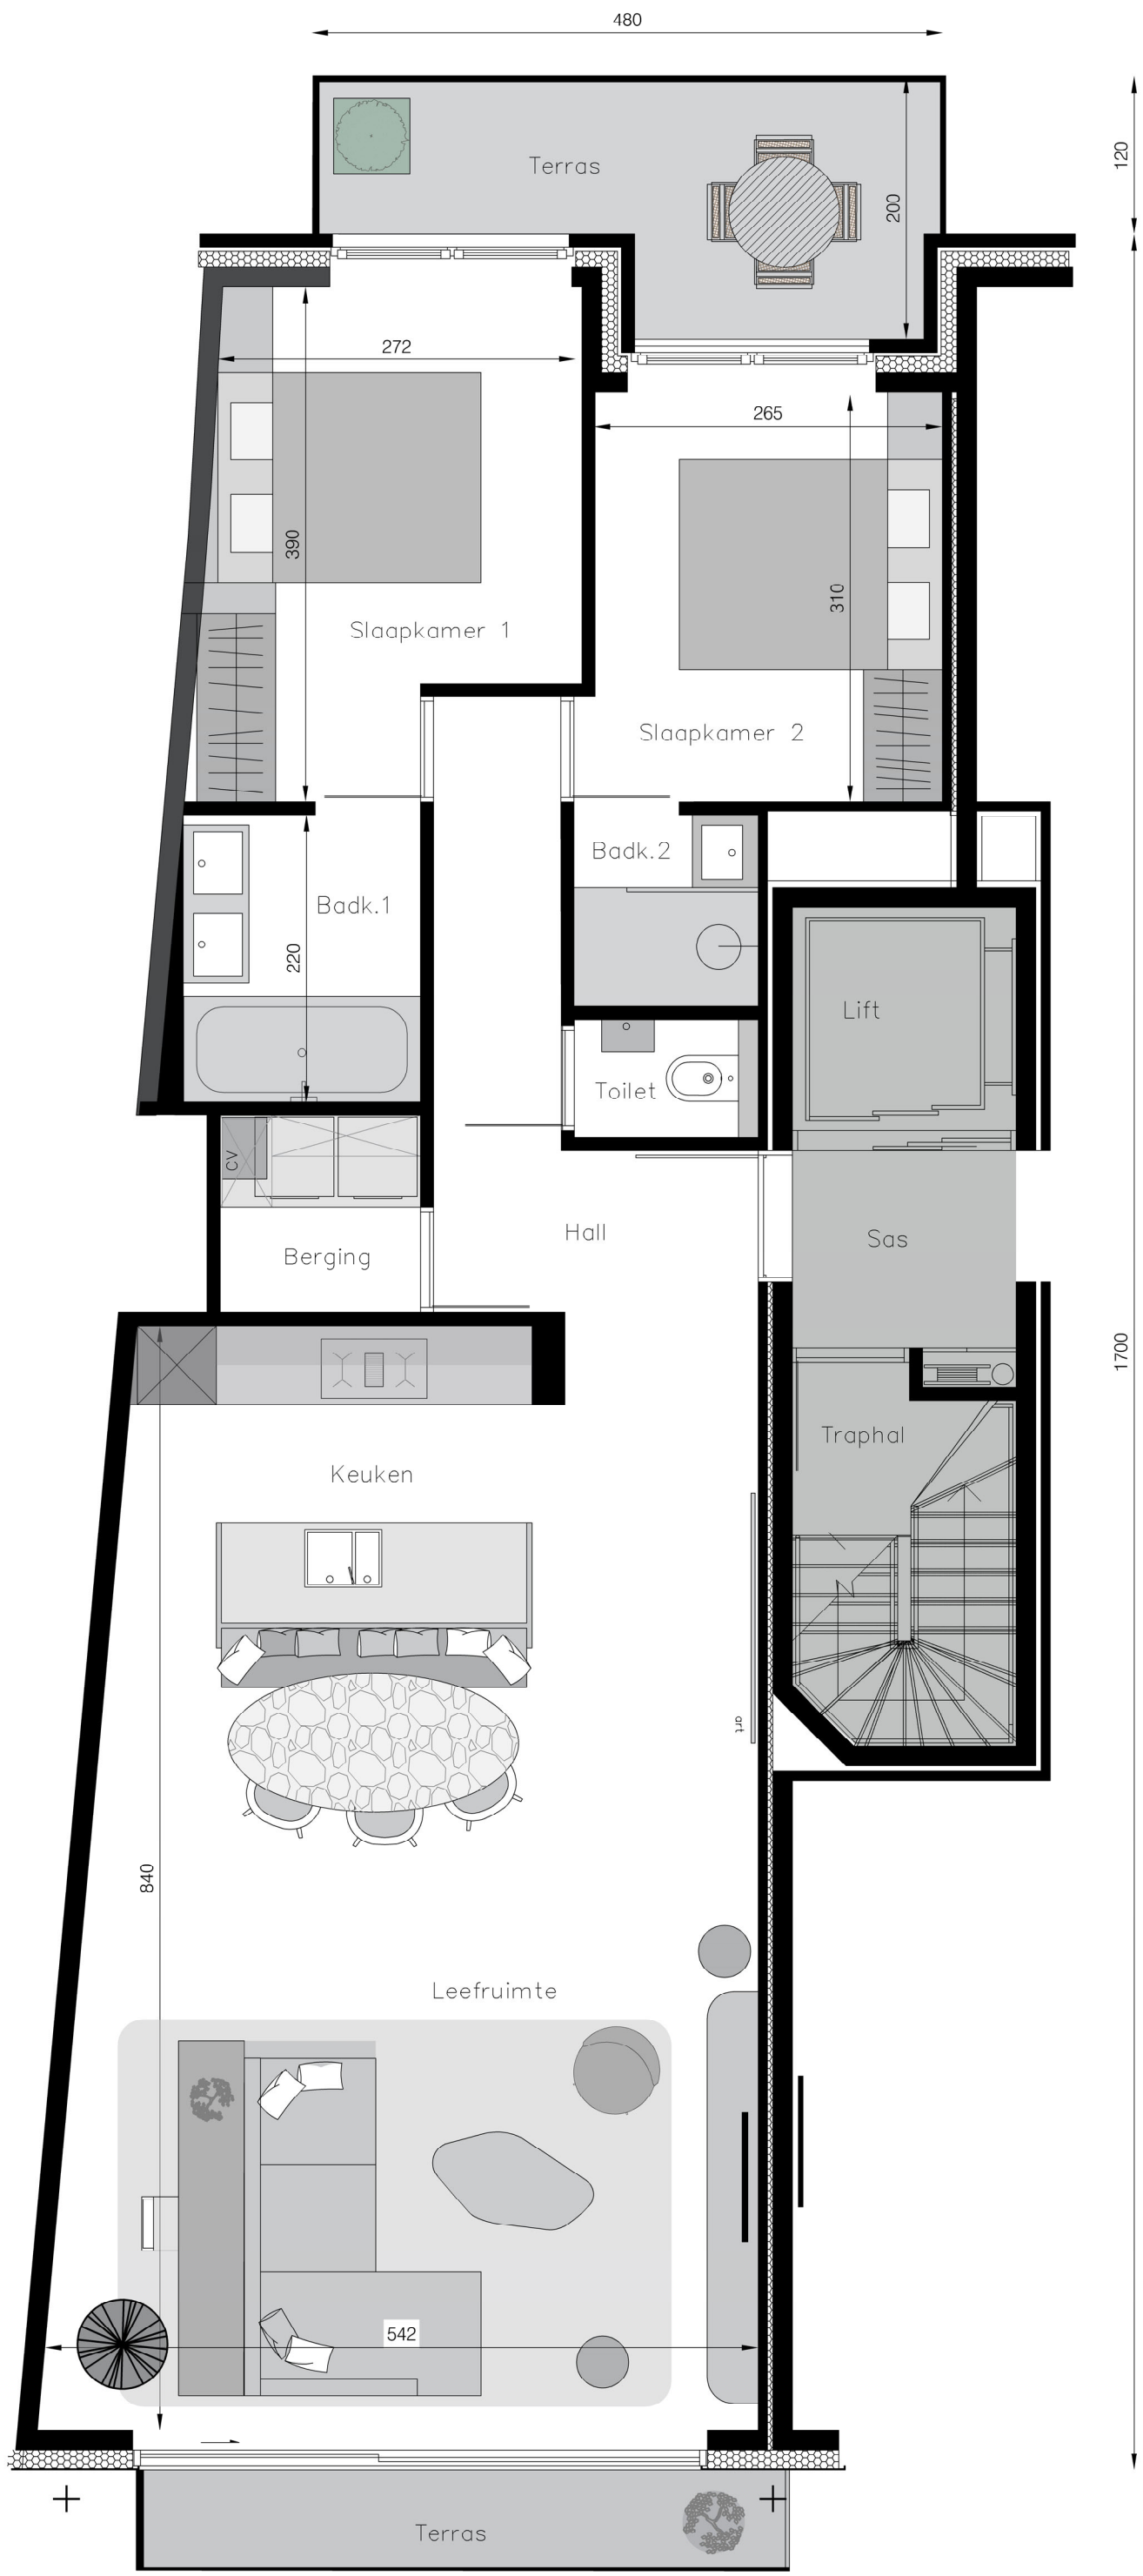 480
120
Terras
200
272
265
390
310
Slaapkamer 1
Slaapkamer 2
Badk.2
Badk.1
220
Lift
Toilet
CV
Hall
Sas
Berging
1700
Traphal
Keuken
art
840
Leefruimte
542
Terras